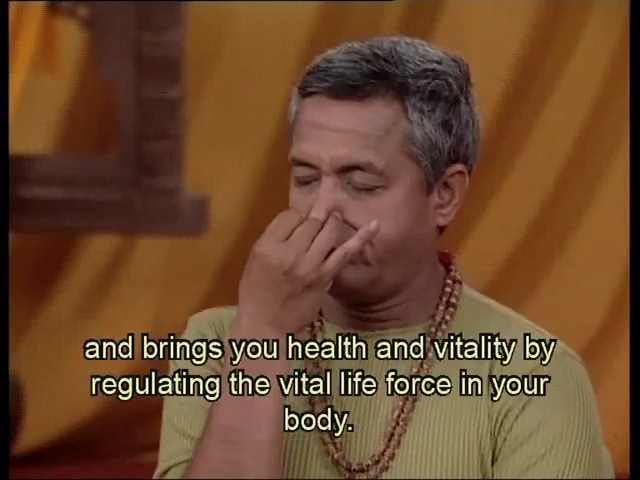 and brings you health and vitality by
regulating the vital life force in your
body.